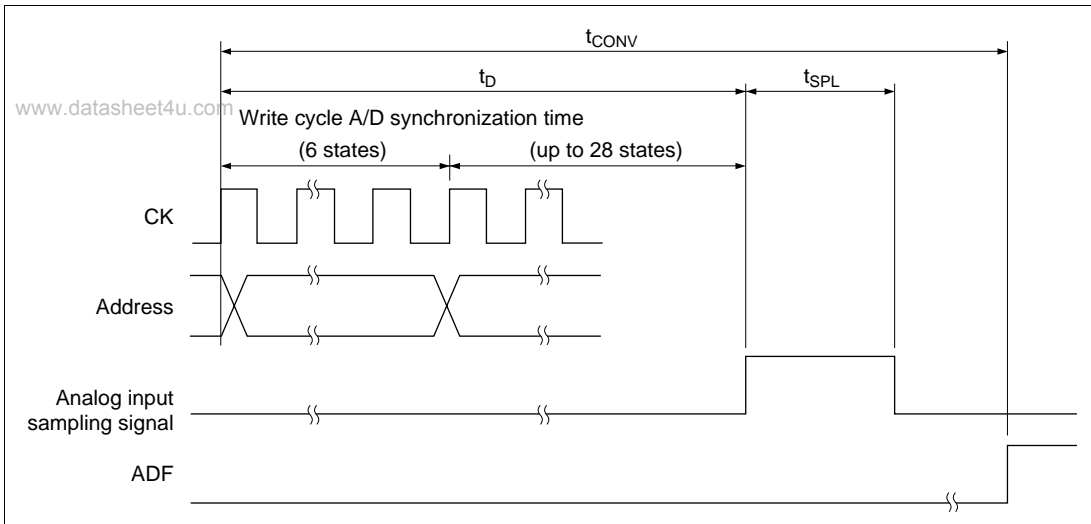 tCONV
tD tSPL
www.datasheet4u.com
Write cycle A/D synchronization time
(6 states) (up to 28 states)
CK
Address
Analog input
sampling signal
ADF